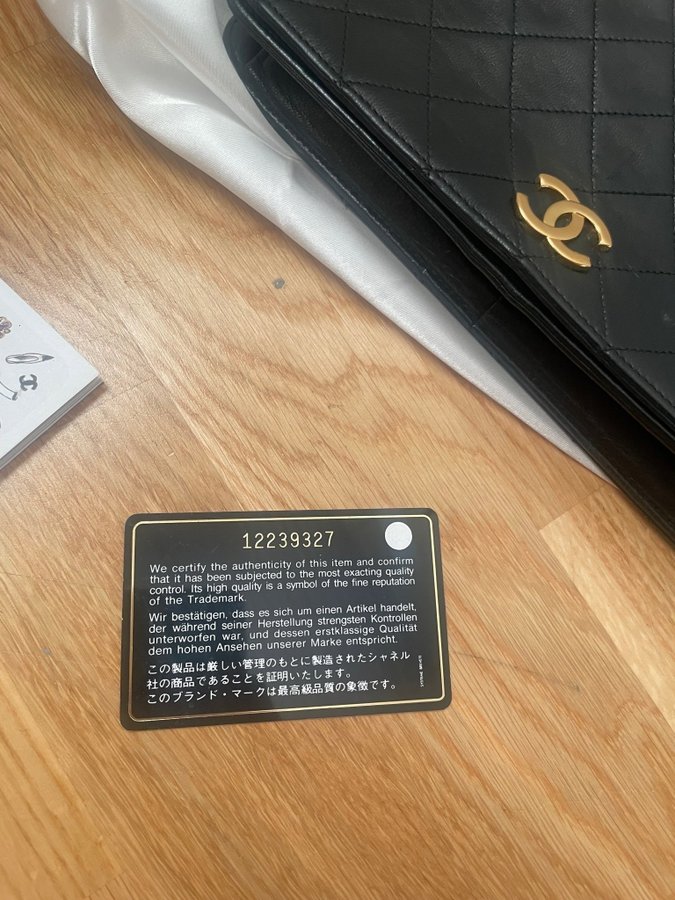 12239327
We certify the authenticity of this item and confirm
that it has been subjected to the most exacting quality
control. Its high quality is a symbol of the fine reputation
of the Trademark.
Wir bestätigen, dass es sich um einen Artikel handelt,
der während seiner Herstellung strengsten Kontrollen
unterworfen war, und dessen erstklassige Qualitat
dem hohen Ansehen unserer Marke entspricht.
この製品は厳しい管理のもとに製造されたシャネル
社の商品であることを証明いたします。
このブランド・マークは最高級品質の象徴です。